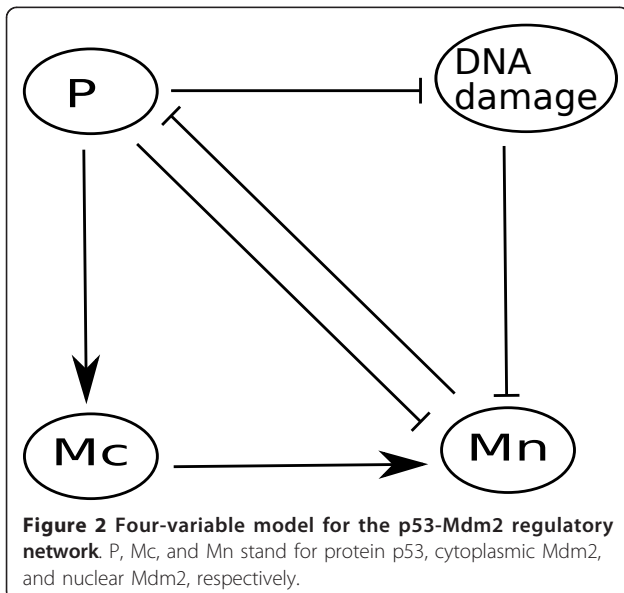 P
DNA
damage
Mc
Mn
Figure 2 Four-variable model for the p53-Mdm2 regulatory
network. P, Mc, and Mn stand for protein p53, cytoplasmic Mdm2,
and nuclear Mdm2, respectively.